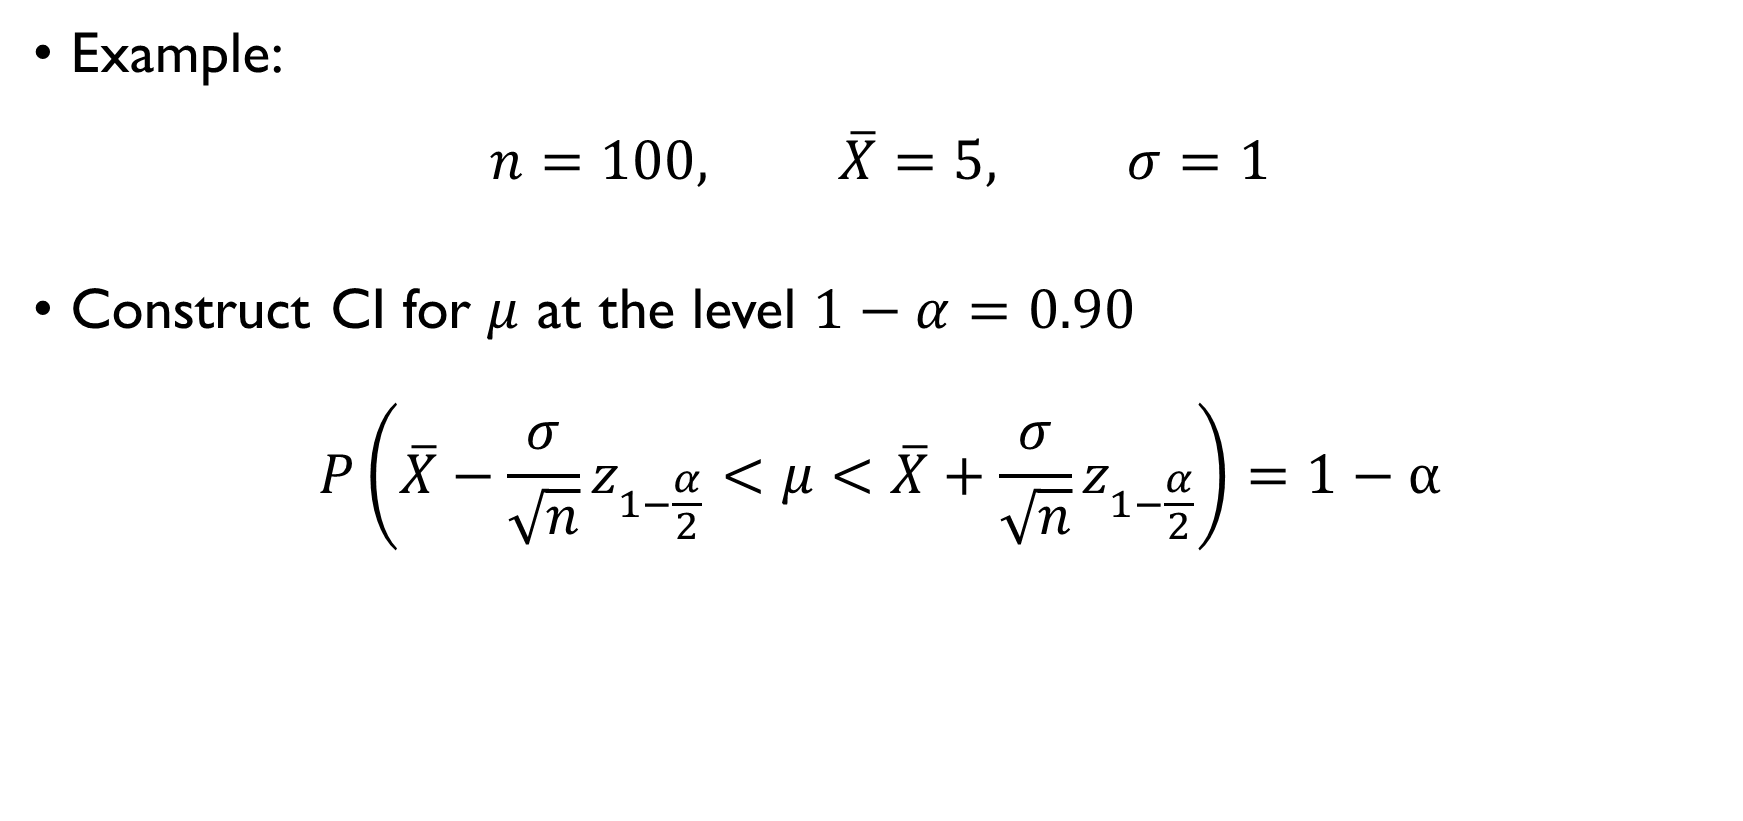 • Example:
n = 100, X̄ = 5, σ = 1
• Construct CI for μ at the level 1 − α = 0.90
P(X̄ − σ/√n z_{1−α/2} < μ < X̄ + σ/√n z_{1−α/2}) = 1 − α